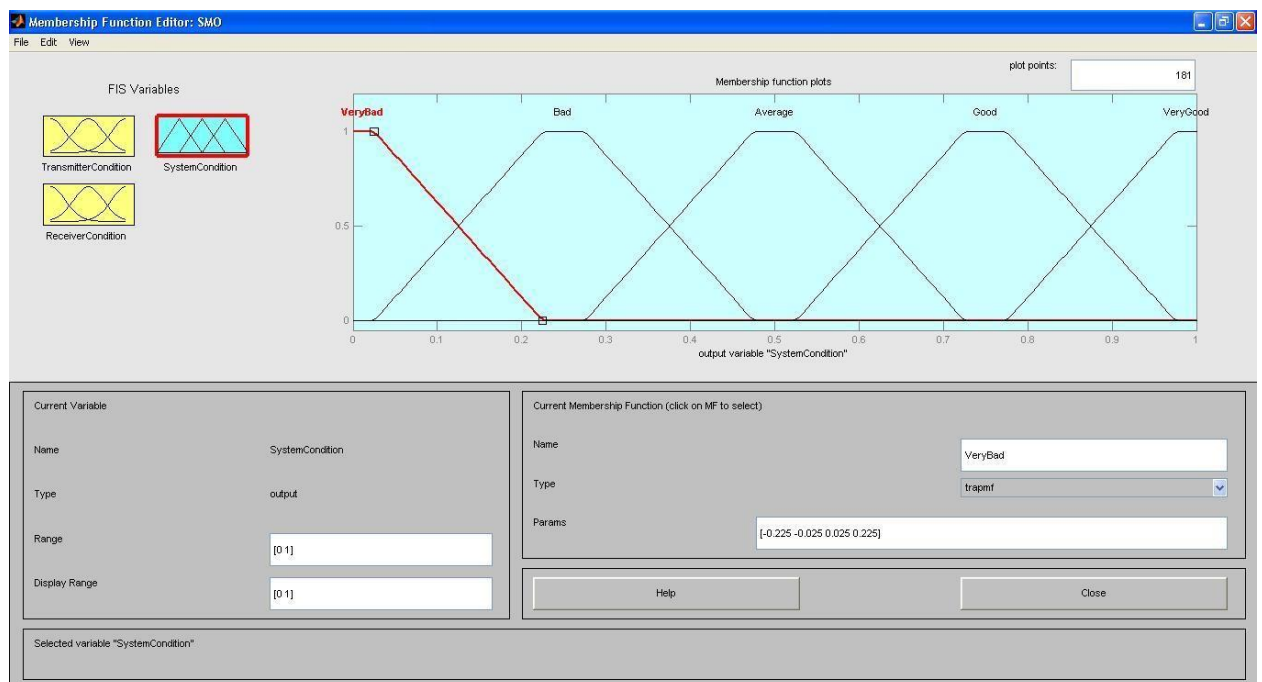 Membership Function Editor: SMO
File Edit View
FIS Variables
plot points:
181
Membership function plots
TransmitterCondition
SystemCondition
ReceiverCondition
VeryBad
Bad
Average
Good
VeryGood
1
0.5
0
0 0.1 0.2 0.3 0.4 0.5 0.6 0.7 0.8 0.9 1
output variable "SystemCondition"
Current Variable
Name
SystemCondition
Type
output
Range
[0 1]
Display Range
[0 1]
Current Membership Function (click on MF to select)
Name
VeryBad
Type
trapmf
Params
[-0.225 -0.025 0.025 0.225]
Help
Close
Selected variable "SystemCondition"